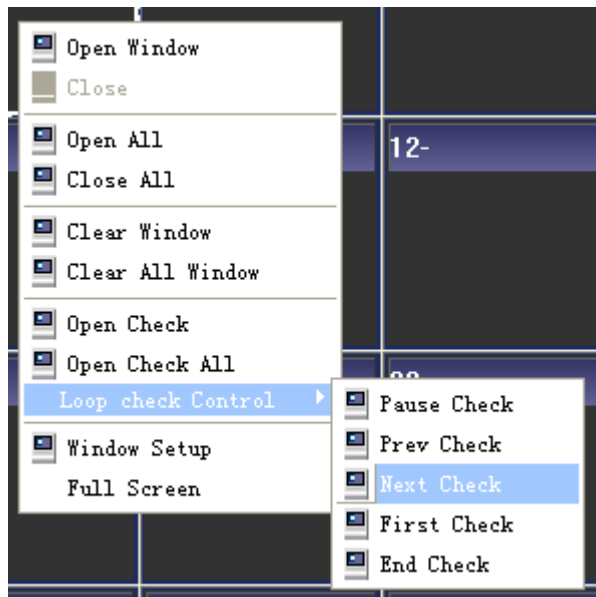 Open Window
Close
Open All
12-
Close All
Clear Window
Clear All Window
Open Check
Open Check All
Loop check Control
Pause Check
Prev Check
Window Setup
Next Check
Full Screen
First Check
End Check